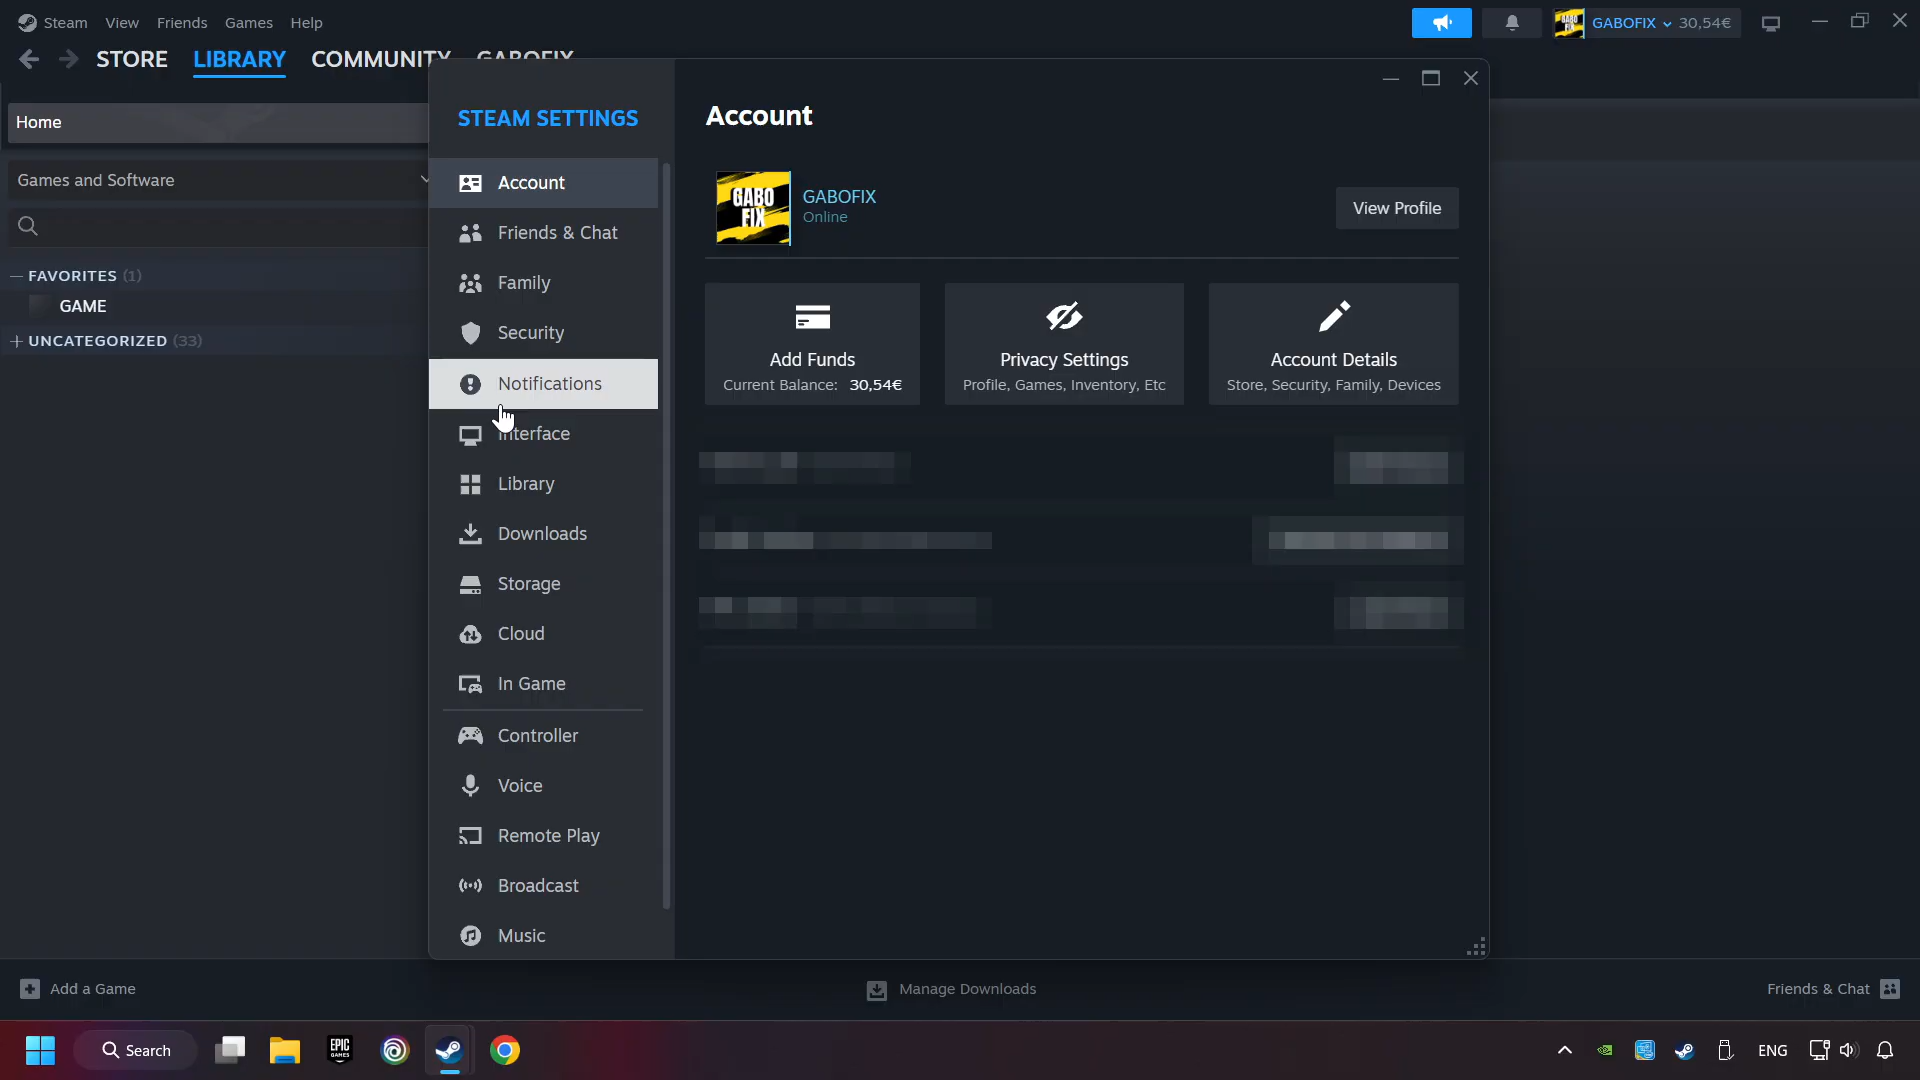 Steam View Friends Games Help
GABOFIX 30,54€
STORE LIBRARY COMMUNITY GABOFIX
Home
Games and Software
FAVORITES (1)
GAME
UNCATEGORIZED (33)
STEAM SETTINGS
Account
Friends & Chat
Family
Security
Notifications
Interface
Library
Downloads
Storage
Cloud
In Game
Controller
Voice
Remote Play
Broadcast
Music
Account
GABO
FIX
GABOFIX
Online
View Profile
Add Funds
Current Balance: 30,54€
Privacy Settings
Profile, Games, Inventory, Etc
Account Details
Store, Security, Family, Devices
Add a Game
Manage Downloads
Friends & Chat
Search
EPIC
GAMES
ENG